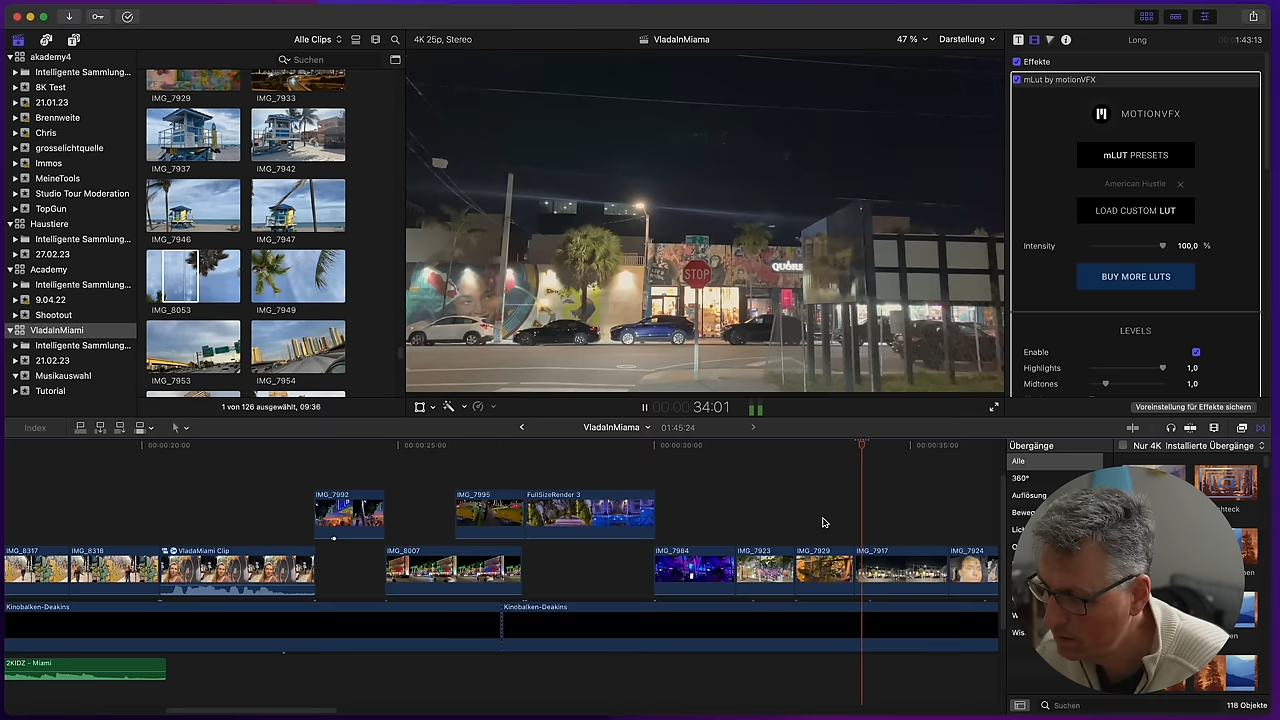 Alle Clips
4K 25p, Stereo
VladaInMiama
47 %
Darstellung
Long
00:01:43:13
akademy4
Intelligente Sammlung...
8K Test
21.01.23
Brennweite
Chris
grosselichtquelle
Immos
MeineTools
Studio Tour Moderation
TopGun
Haustiere
Intelligente Sammlung...
27.02.23
Academy
Intelligente Sammlung...
9.04.22
Shootout
VladaInMiami
Intelligente Sammlung...
21.02.23
Musikauswahl
Tutorial
Suchen
IMG_7929
IMG_7933
IMG_7937
IMG_7942
IMG_7946
IMG_7947
IMG_8053
IMG_7949
IMG_7953
IMG_7954
1 von 126 ausgewählt, 09:36
STOP
QUORE
00:00:00 34:01
Effekte
mLut by motionVFX
MOTIONVFX
mLUT PRESETS
American Hustle
LOAD CUSTOM LUT
Intensity
100,0 %
BUY MORE LUTS
LEVELS
Enable
Highlights
1,0
Midtones
1,0
Voreinstellung für Effekte sichern
Index
VladaInMiama
01:45:24
00:00:20:00
00:00:25:00
00:00:30:00
00:00:35:00
IMG_7992
IMG_7995
FullSizeRender 3
IMG_8317
IMG_8318
VladaMiami Clip
IMG_8007
IMG_7984
IMG_7923
IMG_7929
IMG_7917
IMG_7924
Kinobalken-Deakins
Kinobalken-Deakins
2KIDZ - Miami
Übergänge
Nur 4K
Installierte Übergänge
Alle
360°
Auflösung
Suchen
118 Objekte